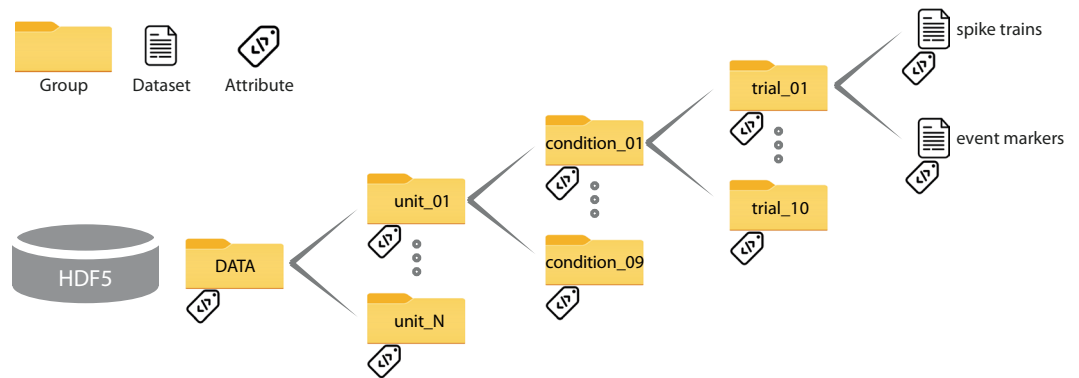 Group
Dataset
Attribute
HDF5
DATA
unit_01
unit_N
condition_01
condition_09
trial_01
trial_10
spike trains
event markers